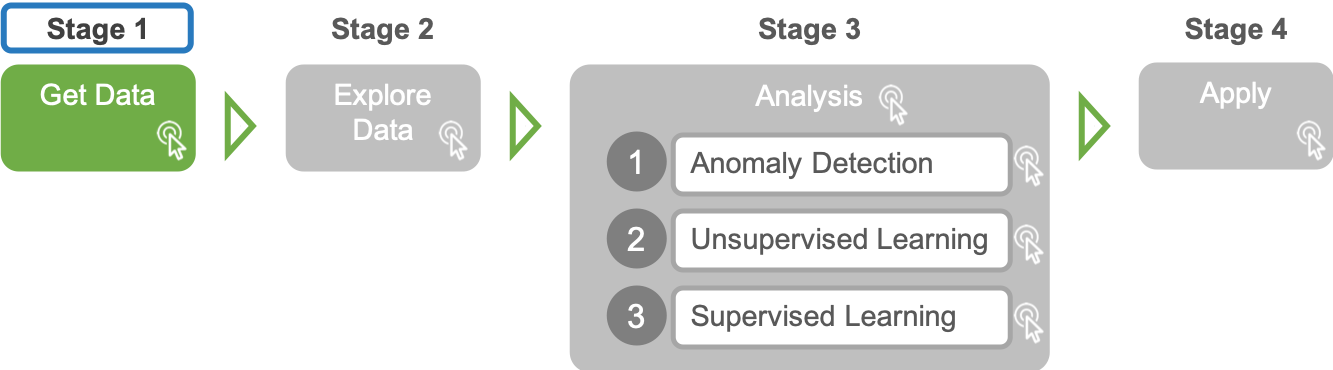 Stage 1
Stage 2
Stage 3
Stage 4
Get Data
Explore
Data
Analysis
1 Anomaly Detection
2 Unsupervised Learning
3 Supervised Learning
Apply